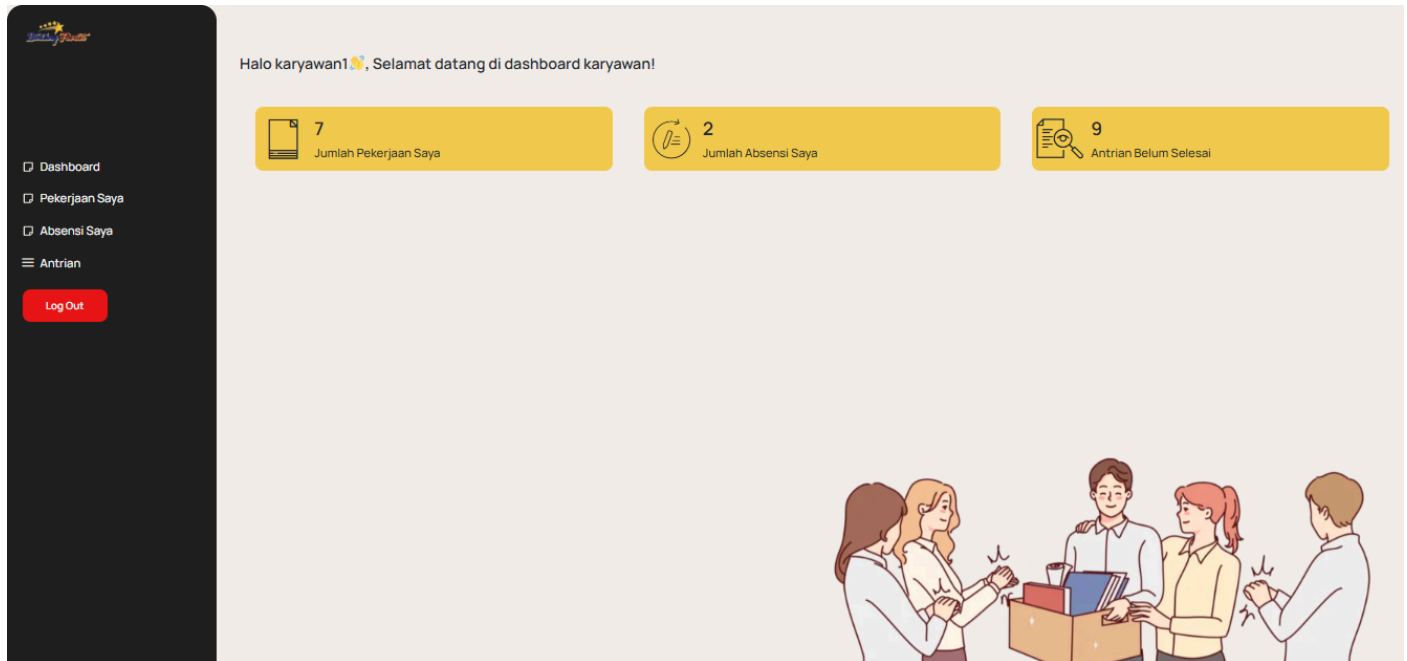 Halo karyawan1👋, Selamat datang di dashboard karyawan!
7
Jumlah Pekerjaan Saya
2
Jumlah Absensi Saya
9
Antrian Belum Selesai
Dashboard
Pekerjaan Saya
Absensi Saya
Antrian
Log Out